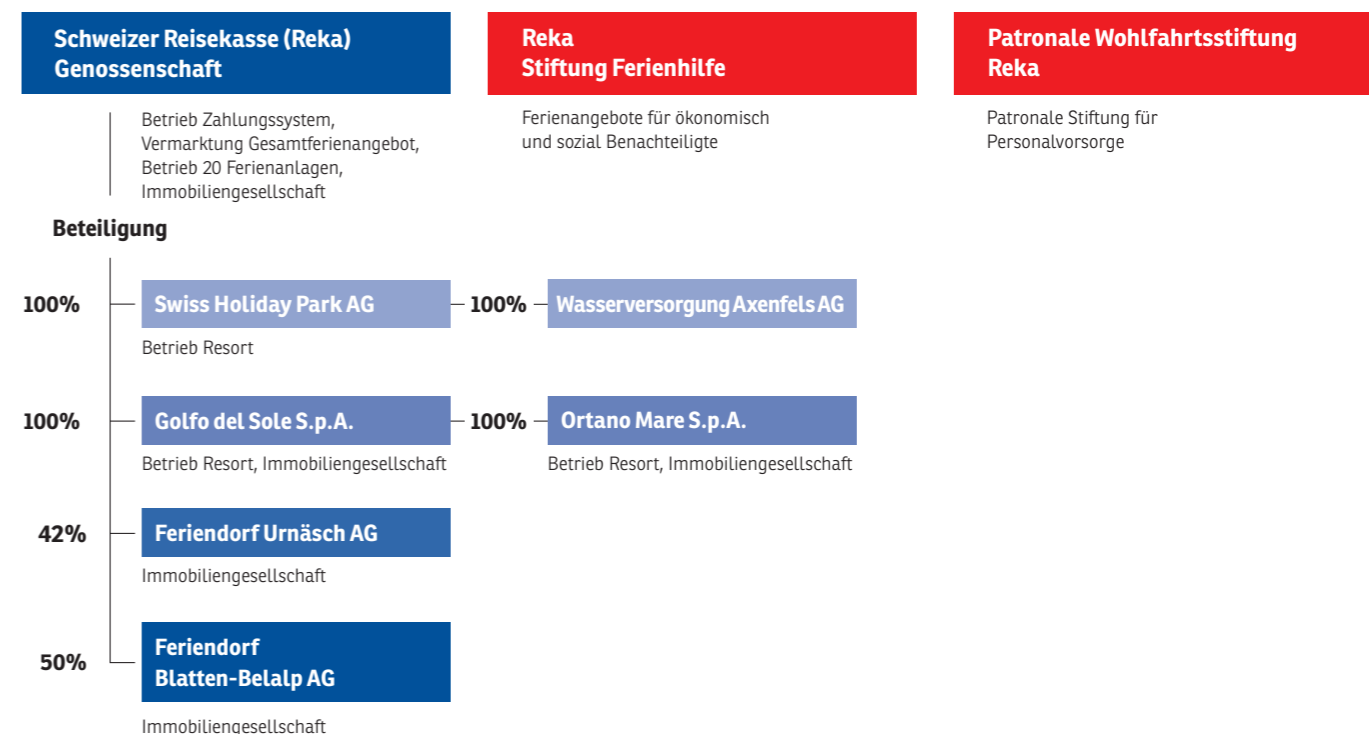 Schweizer Reisekasse (Reka)
Genossenschaft
Betrieb Zahlungssystem,
Vermarktung Gesamtferienangebot,
Betrieb 20 Ferienanlagen,
Immobiliengesellschaft
Reka
Stiftung Ferienhilfe
Ferienangebote für ökonomisch
und sozial Benachteiligte
Patronale Wohlfahrtsstiftung
Reka
Patronale Stiftung für
Personalvorsorge
Beteiligung
100%
Swiss Holiday Park AG
Betrieb Resort
100%
Wasserversorgung Axenfels AG
100%
Golfo del Sole S.p.A.
Betrieb Resort, Immobiliengesellschaft
100%
Ortano Mare S.p.A.
Betrieb Resort, Immobiliengesellschaft
42%
Feriendorf Urnäsch AG
Immobiliengesellschaft
50%
Feriendorf
Blatten-Belalp AG
Immobiliengesellschaft